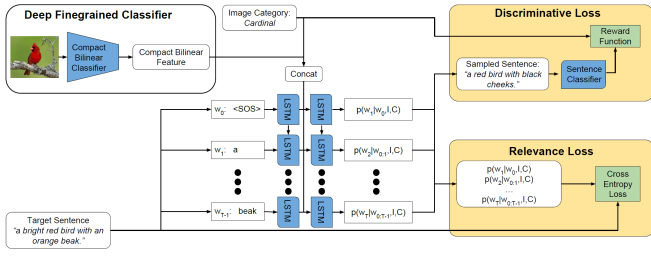 Deep Finegrained Classifier
Compact
Bilinear
Classifier
Compact Bilinear
Feature
Image Category:
Cardinal
Concat
Discriminative Loss
Reward
Function
Sampled Sentence:
"a red bird with black
cheeks."
Sentence
Classifier
w0: <SOS>
LSTM
LSTM
p(w1|w0,I,C)
w1: a
LSTM
LSTM
p(w2|w0:1,I,C)
wT-1: beak
LSTM
LSTM
p(wT|w0:T-1,I,C)
Relevance Loss
p(w1|w0,I,C)
p(w2|w0:1,I,C)
...
p(wT|w0:T-1,I,C)
Cross
Entropy
Loss
Target Sentence
"a bright red bird with an
orange beak."